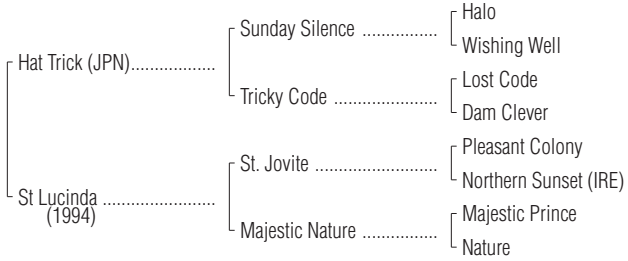 Halo
Sunday Silence ..................
Wishing Well
Hat Trick (JPN)....................
Lost Code
Tricky Code .........................
Dam Clever
Pleasant Colony
St. Jovite .............................
Northern Sunset (IRE)
St Lucinda ..........................
(1994)
Majestic Prince
Majestic Nature ..................
Nature